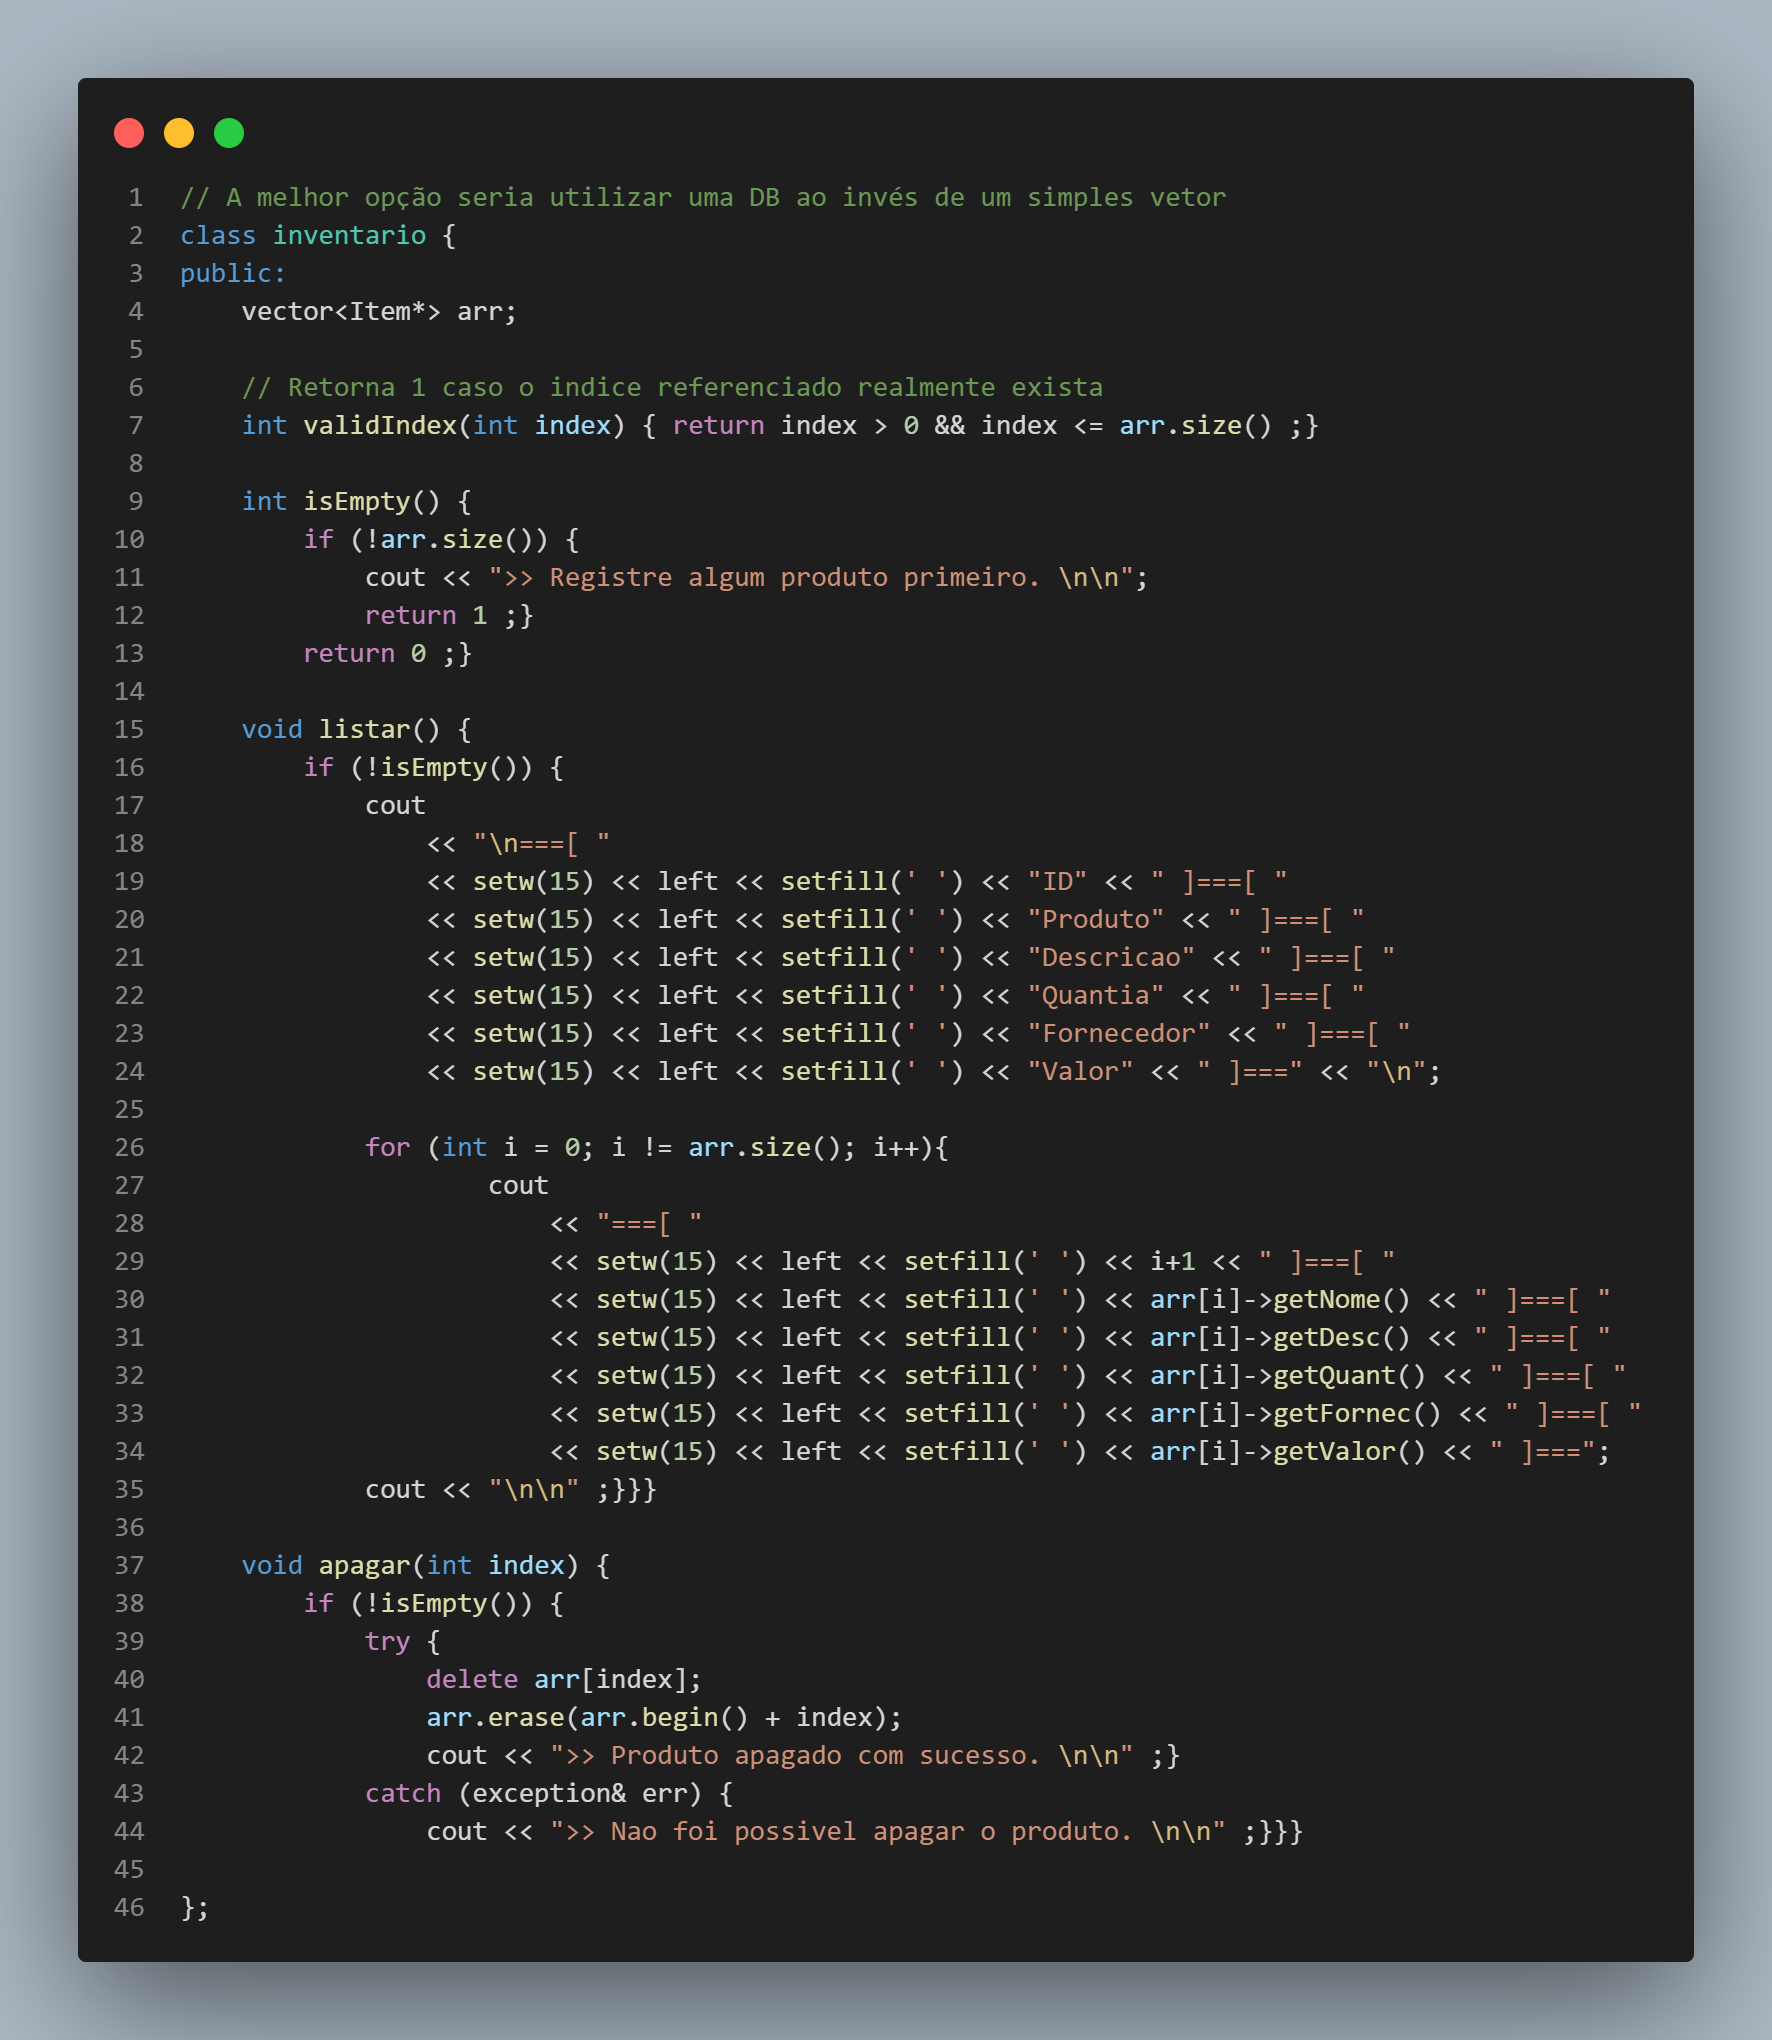 1 // A melhor opção seria utilizar uma DB ao invés de um simples vetor
2 class inventario {
3 public:
4     vector<Item*> arr;
5
6     // Retorna 1 caso o indice referenciado realmente exista
7     int validIndex(int index) { return index > 0 && index <= arr.size() ;}
8
9     int isEmpty() {
10         if (!arr.size()) {
11             cout << ">> Registre algum produto primeiro. \n\n";
12             return 1 ;}
13         return 0 ;}
14
15     void listar() {
16         if (!isEmpty()) {
17             cout
18                 << "\n===[ "
19                 << setw(15) << left << setfill(' ') << "ID" << " ]===[ "
20                 << setw(15) << left << setfill(' ') << "Produto" << " ]===[ "
21                 << setw(15) << left << setfill(' ') << "Descricao" << " ]===[ "
22                 << setw(15) << left << setfill(' ') << "Quantia" << " ]===[ "
23                 << setw(15) << left << setfill(' ') << "Fornecedor" << " ]===[ "
24                 << setw(15) << left << setfill(' ') << "Valor" << " ]===" << "\n";
25
26             for (int i = 0; i != arr.size(); i++){
27                     cout
28                         << "===[ "
29                         << setw(15) << left << setfill(' ') << i+1 << " ]===[ "
30                         << setw(15) << left << setfill(' ') << arr[i]->getNome() << " ]===[ "
31                         << setw(15) << left << setfill(' ') << arr[i]->getDesc() << " ]===[ "
32                         << setw(15) << left << setfill(' ') << arr[i]->getQuant() << " ]===[ "
33                         << setw(15) << left << setfill(' ') << arr[i]->getFornec() << " ]===[ "
34                         << setw(15) << left << setfill(' ') << arr[i]->getValor() << " ]===";
35             cout << "\n\n" ;}}}
36
37     void apagar(int index) {
38         if (!isEmpty()) {
39             try {
40                 delete arr[index];
41                 arr.erase(arr.begin() + index);
42                 cout << ">> Produto apagado com sucesso. \n\n" ;}
43             catch (exception& err) {
44                 cout << ">> Nao foi possivel apagar o produto. \n\n" ;}}}
45
46 };